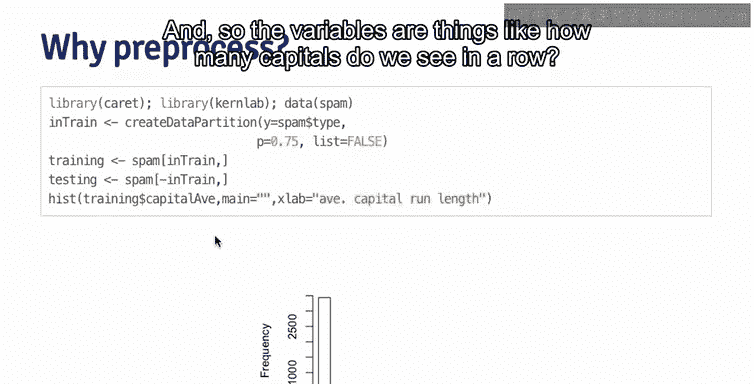 And, so the variables are things like how
many capitals do we see in a row?
Why preprocess?
library(caret); library(kernlab); data(spam)
inTrain <- createDataPartition(y=spam$type,
p=0.75, list=FALSE)
training <- spam[inTrain,]
testing <- spam[-inTrain,]
hist(training$capitalAve,main="",xlab="ave. capital run length")
2500
Frequency
1000